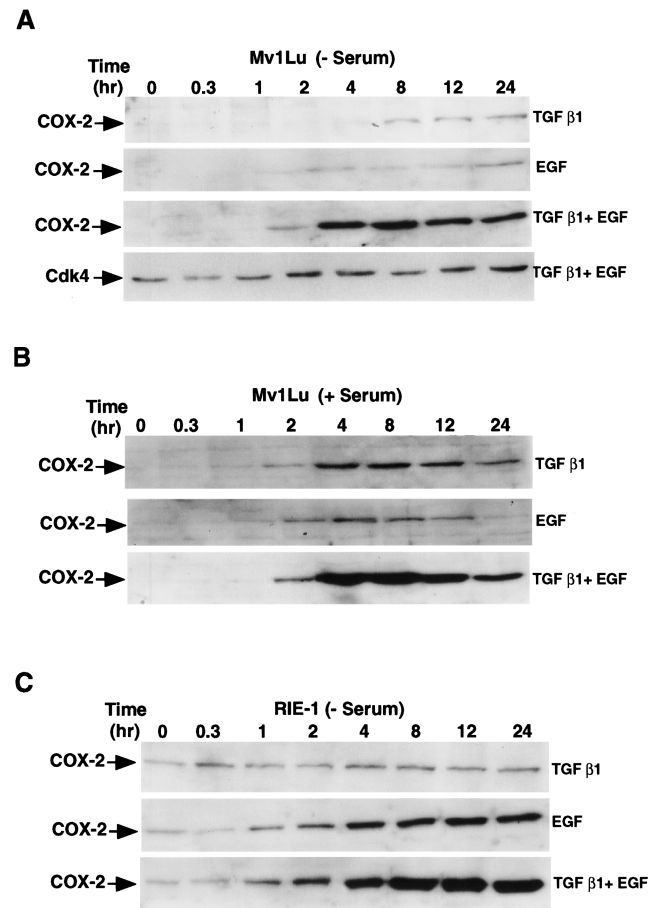 A
Mv1Lu (- Serum)
Time
(hr) 0 0.3 1 2 4 8 12 24
COX-2 TGF β1
COX-2 EGF
COX-2 TGF β1+ EGF
Cdk4 TGF β1+ EGF
B
Mv1Lu (+ Serum)
Time
(hr) 0 0.3 1 2 4 8 12 24
COX-2 TGF β1
COX-2 EGF
COX-2 TGF β1+ EGF
C
RIE-1 (- Serum)
Time
(hr) 0 0.3 1 2 4 8 12 24
COX-2 TGF β1
COX-2 EGF
COX-2 TGF β1+ EGF